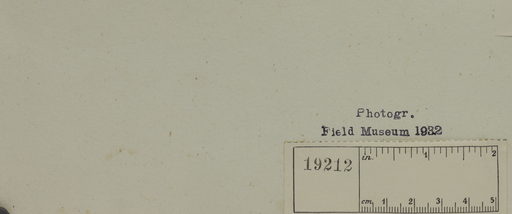 Photogr.
Field Museum 1932
19212
in. 1 2
cm. 1 2 3 4 5